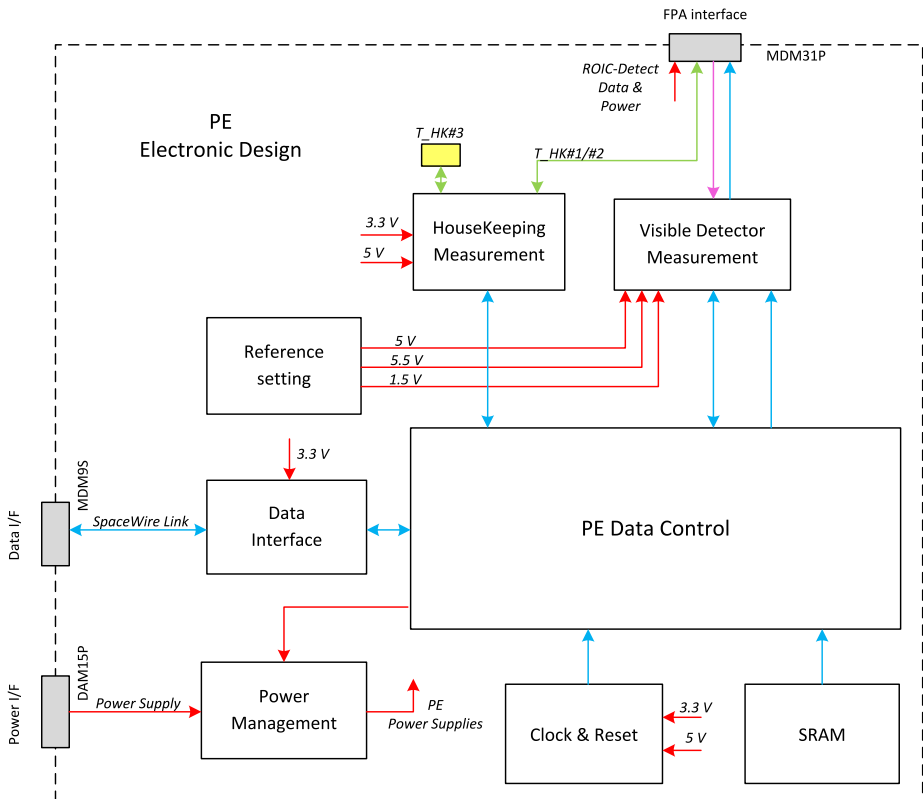 FPA interface
MDM31P
ROIC-Detect
Data &
Power
PE
Electronic Design
T_HK#3
T_HK#1/#2
3.3 V
5 V
HouseKeeping
Measurement
Visible Detector
Measurement
Reference
setting
5 V
5.5 V
1.5 V
3.3 V
Data I/F
MDM9S
SpaceWire Link
Data
Interface
PE Data Control
Power I/F
DAM15P
Power Supply
Power
Management
PE
Power Supplies
Clock & Reset
3.3 V
5 V
SRAM